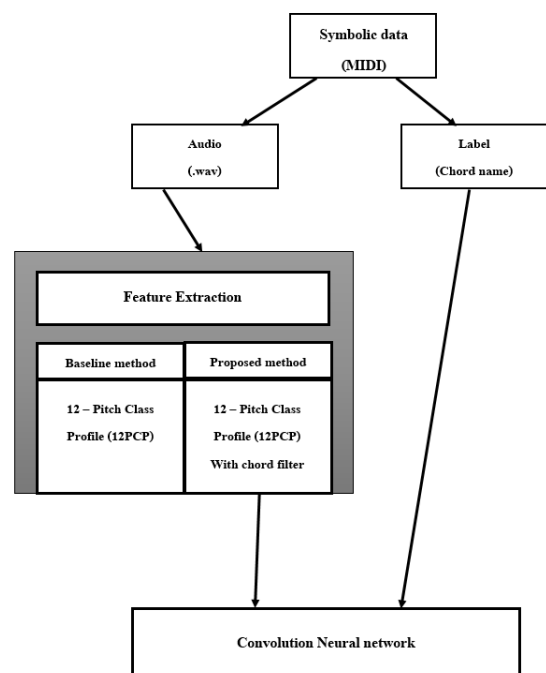 Symbolic data
(MIDI)
Audio
(.wav)
Label
(Chord name)
Feature Extraction
Baseline method
Proposed method
12 – Pitch Class
Profile (12PCP)
12 – Pitch Class
Profile (12PCP)
With chord filter
Convolution Neural network